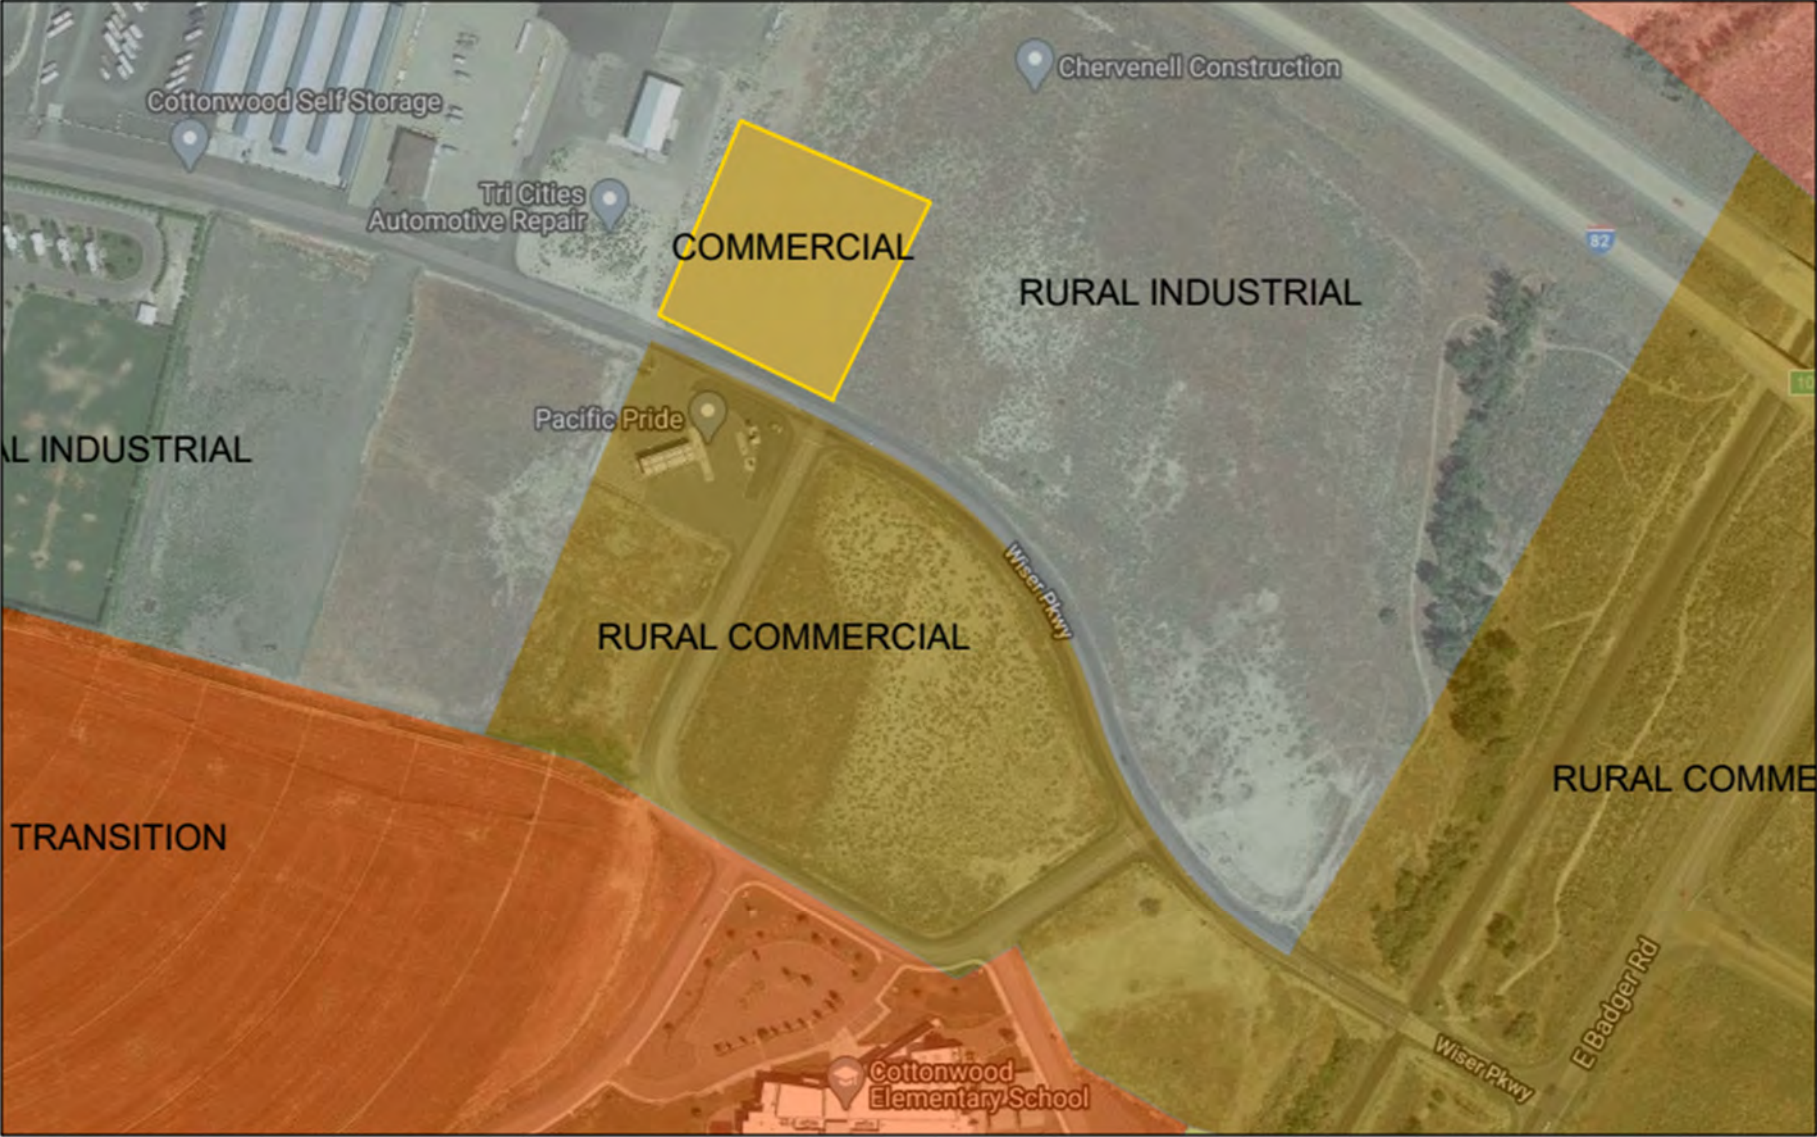 Chervenell Construction
Cottonwood Self Storage
Tri Cities
Automotive Repair
COMMERCIAL
82
RURAL INDUSTRIAL
Pacific Pride
AL INDUSTRIAL
Wiser Pkwy
RURAL COMMERCIAL
RURAL COMME
TRANSITION
E Badger Rd
Wiser Pkwy
Cottonwood
Elementary School